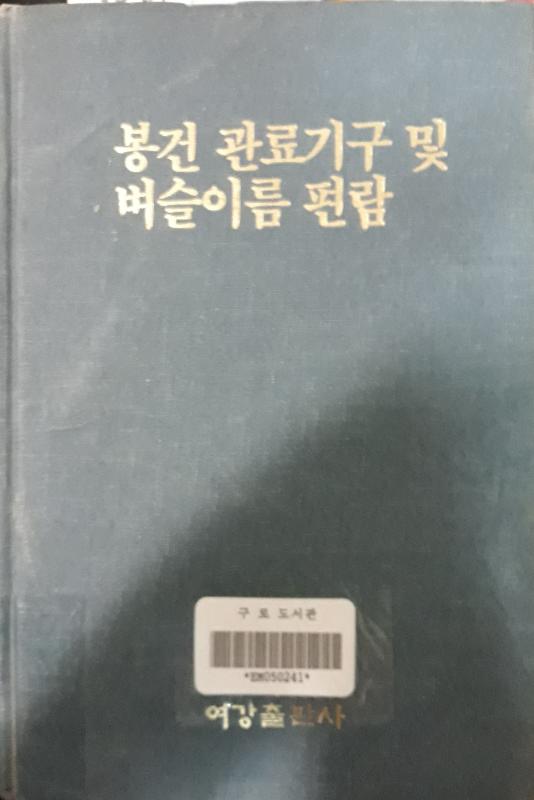 봉건 관료기구 및
벼슬이름 편람
구 로 도서관
*EM050241*
여강출판사